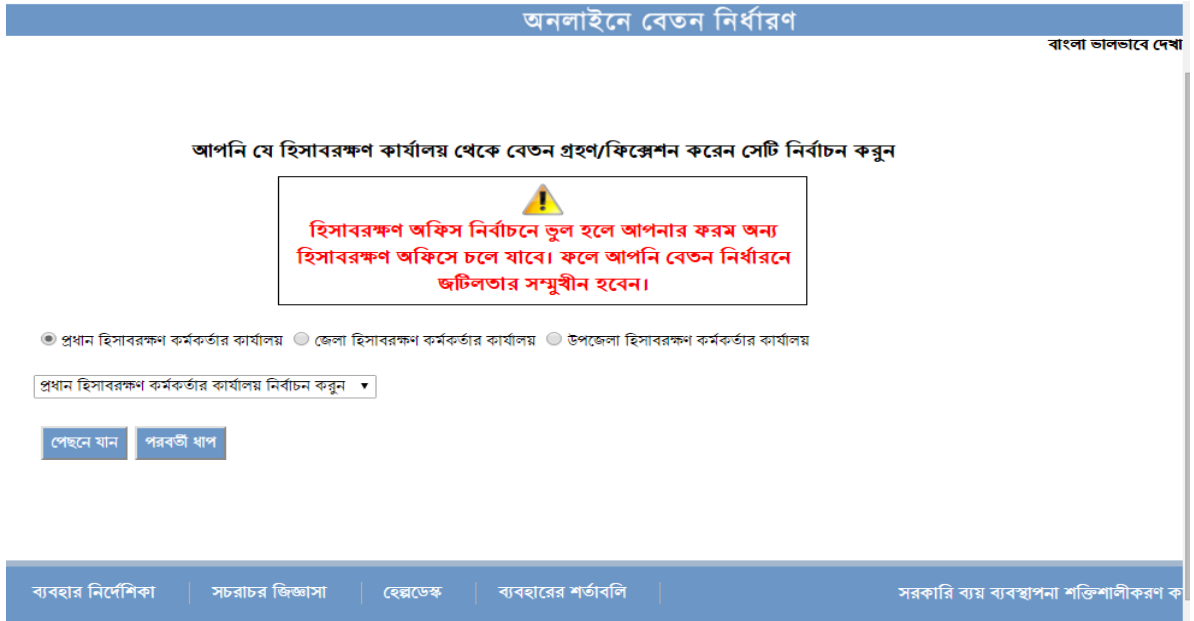 অনলাইনে বেতন নির্ধারণ
বাংলা ভালভাবে দেখা
আপনি যে হিসাবরক্ষণ কার্যালয় থেকে বেতন গ্রহণ/ফিক্সেশন করেন সেটি নির্বাচন করুন
হিসাবরক্ষণ অফিস নির্বাচনে ভুল হলে আপনার ফরম অন্য
হিসাবরক্ষণ অফিসে চলে যাবে। ফলে আপনি বেতন নির্ধারনে
জটিলতার সম্মুখীন হবেন।
প্রধান হিসাবরক্ষণ কর্মকর্তার কার্যালয় জেলা হিসাবরক্ষণ কর্মকর্তার কার্যালয় উপজেলা হিসাবরক্ষণ কর্মকর্তার কার্যালয়
প্রধান হিসাবরক্ষণ কর্মকর্তার কার্যালয় নির্বাচন করুন
পেছনে যান পরবর্তী ধাপ
ব্যবহার নির্দেশিকা সচরাচর জিজ্ঞাসা হেল্পডেস্ক ব্যবহারের শর্তাবলি সরকারি ব্যয় ব্যবস্থাপনা শক্তিশালীকরণ ক